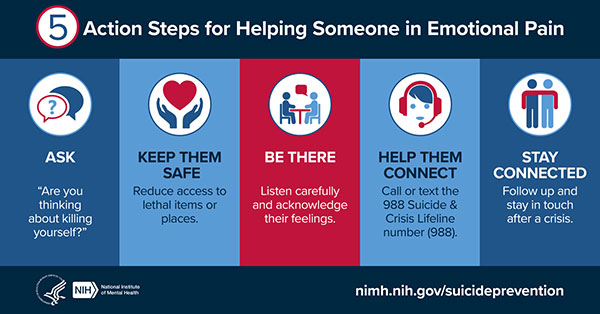 5 Action Steps for Helping Someone in Emotional Pain
?
ASK
“Are you
thinking
about killing
yourself?”
KEEP THEM
SAFE
Reduce access to
lethal items or
places.
BE THERE
Listen carefully
and acknowledge
their feelings.
HELP THEM
CONNECT
Call or text the
988 Suicide &
Crisis Lifeline
number (988).
STAY
CONNECTED
Follow up and
stay in touch
after a crisis.
NIH
National Institute
of Mental Health
nimh.nih.gov/suicideprevention